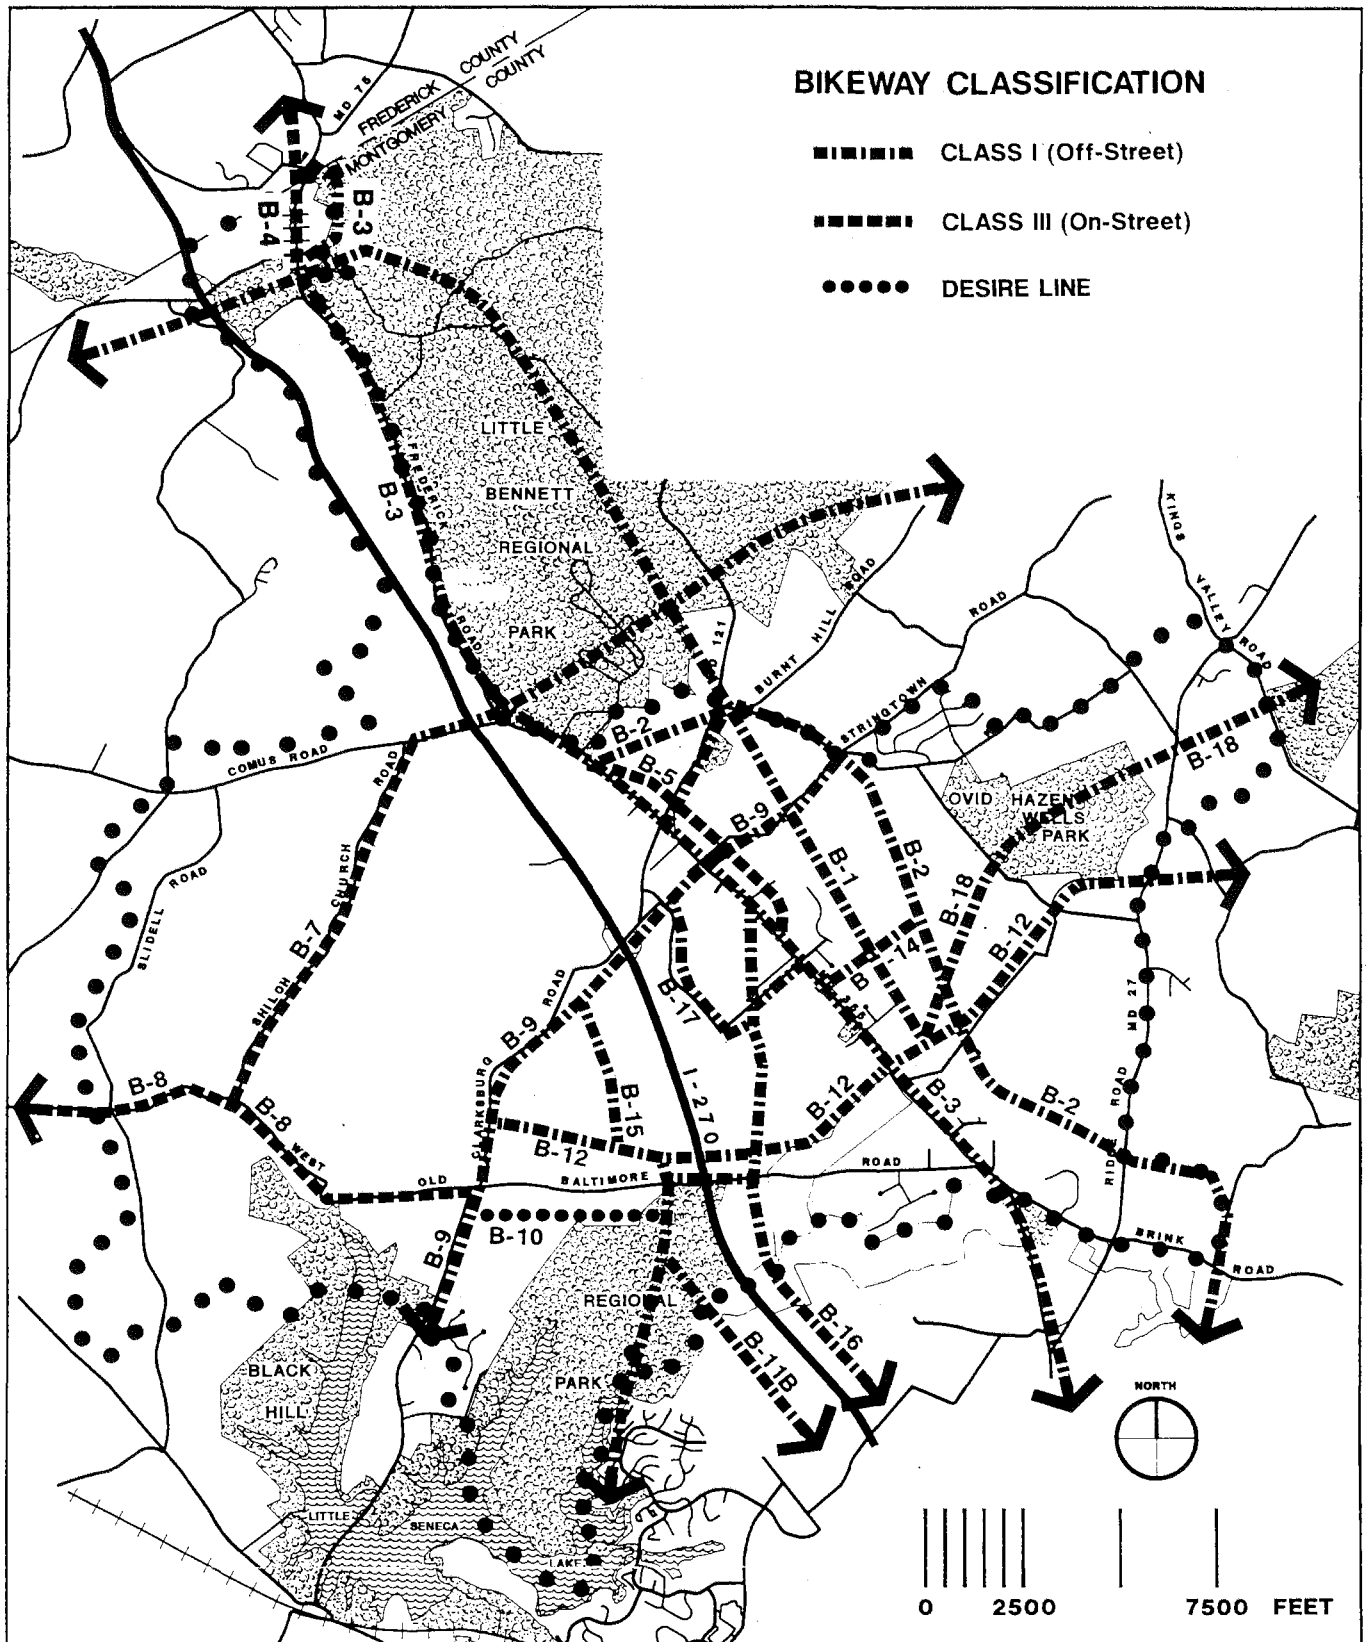 BIKEWAY CLASSIFICATION
CLASS I (Off-Street)
CLASS III (On-Street)
DESIRE LINE
MD 75
FREDERICK COUNTY
MONTGOMERY COUNTY
B-4
B-3
LITTLE
BENNETT
REGIONAL
PARK
FREDERICK
ROAD
B-3
121
BURNT HILL ROAD
STRINGTOWN
ROAD
KINGS VALLEY ROAD
COMUS ROAD
B-2
B-5
B-9
B-1
B-2
B-18
B-18
OVID HAZEN
WELLS
PARK
B-12
B-14
B-17
SLIDELL ROAD
B-7
SHILOH CHURCH ROAD
B-8
B-8
WEST
OLD BALTIMORE ROAD
CLARKSBURG ROAD
B-9
B-15
B-12
I-270
B-12
B-3
B-2
MD 27
RIDGE ROAD
BRINK ROAD
B-9
B-10
REGIONAL
PARK
B-11B
B-16
BLACK
HILL
LITTLE
SENECA
LAKE
NORTH
0 2500 7500 FEET